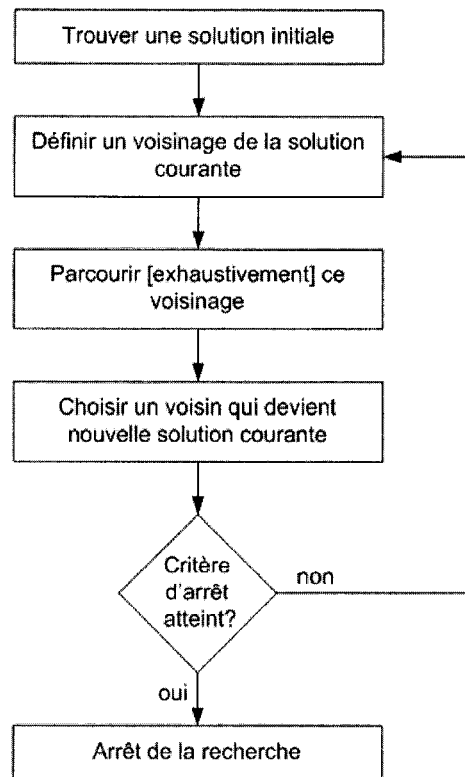 Trouver une solution initiale
Définir un voisinage de la solution
courante
Parcourir [exhaustivement] ce
voisinage
Choisir un voisin qui devient
nouvelle solution courante
Critère
d'arrêt
atteint?
non
oui
Arrêt de la recherche